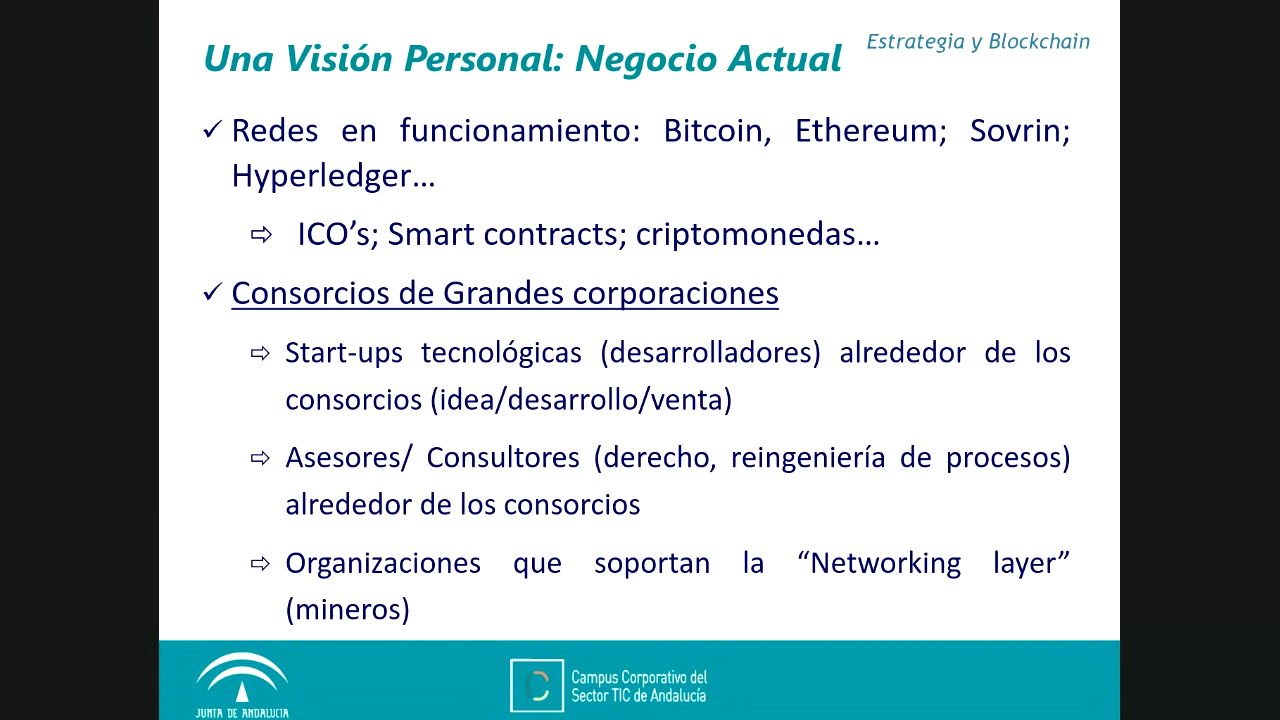 Una Visión Personal: Negocio Actual
Estrategia y Blockchain
✓ Redes en funcionamiento: Bitcoin, Ethereum; Sovrin;
Hyperledger…
⇨ ICO’s; Smart contracts; criptomonedas…
✓ Consorcios de Grandes corporaciones
⇨ Start-ups tecnológicas (desarrolladores) alrededor de los
consorcios (idea/desarrollo/venta)
⇨ Asesores/ Consultores (derecho, reingeniería de procesos)
alrededor de los consorcios
⇨ Organizaciones que soportan la “Networking layer”
(mineros)
JUNTA DE ANDALUCIA
C
Campus Corporativo del
Sector TIC de Andalucía